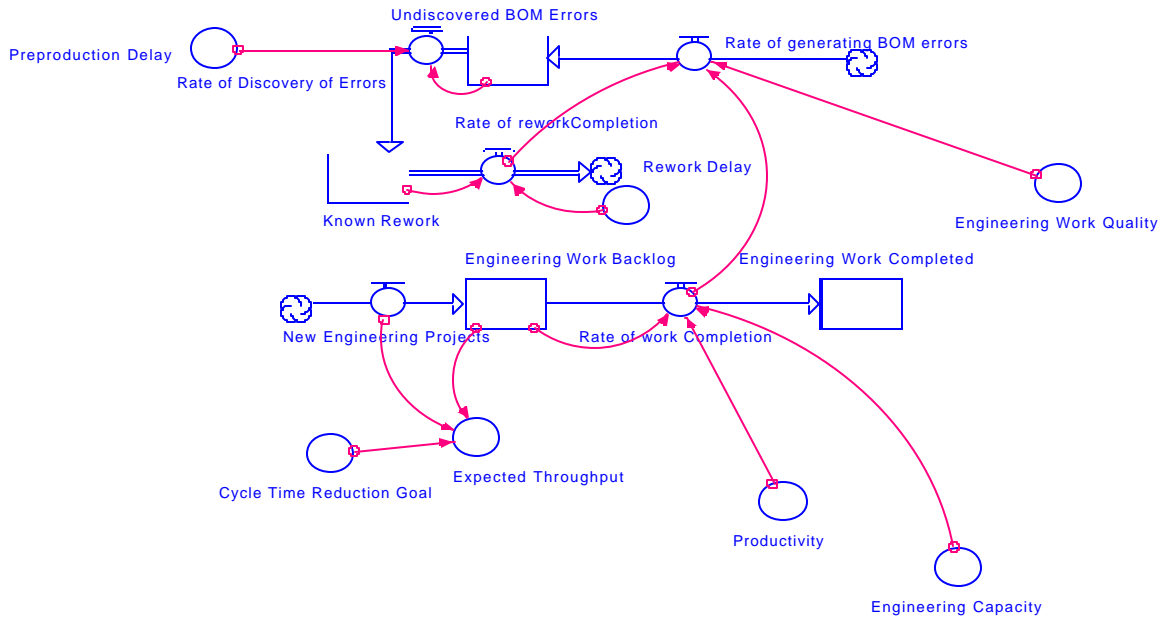 Undiscovered BOM Errors
Rate of generating BOM errors
Preproduction Delay
Rate of Discovery of Errors
Rate of reworkCompletion
Rework Delay
Known Rework
Engineering Work Quality
Engineering Work Backlog
Engineering Work Completed
New Engineering Projects
Rate of work Completion
Expected Throughput
Cycle Time Reduction Goal
Productivity
Engineering Capacity